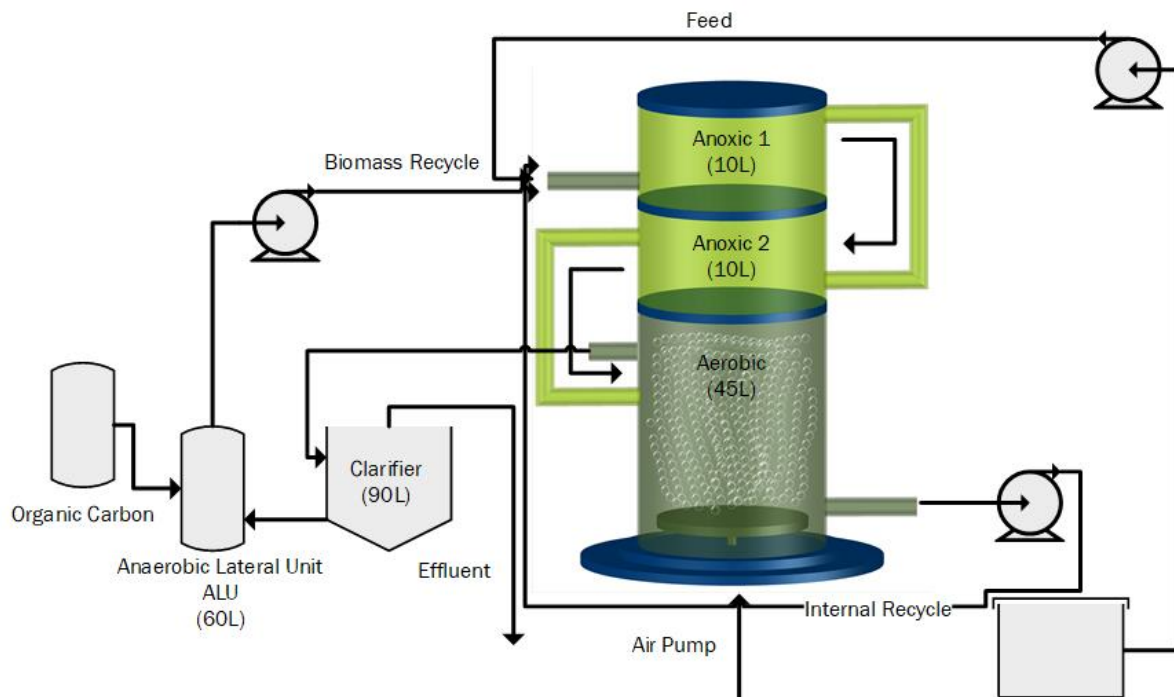 Feed
Anoxic 1
(10L)
Biomass Recycle
Anoxic 2
(10L)
Aerobic
(45L)
Clarifier
(90L)
Organic Carbon
Anaerobic Lateral Unit
ALU
(60L)
Effluent
Internal Recycle
Air Pump